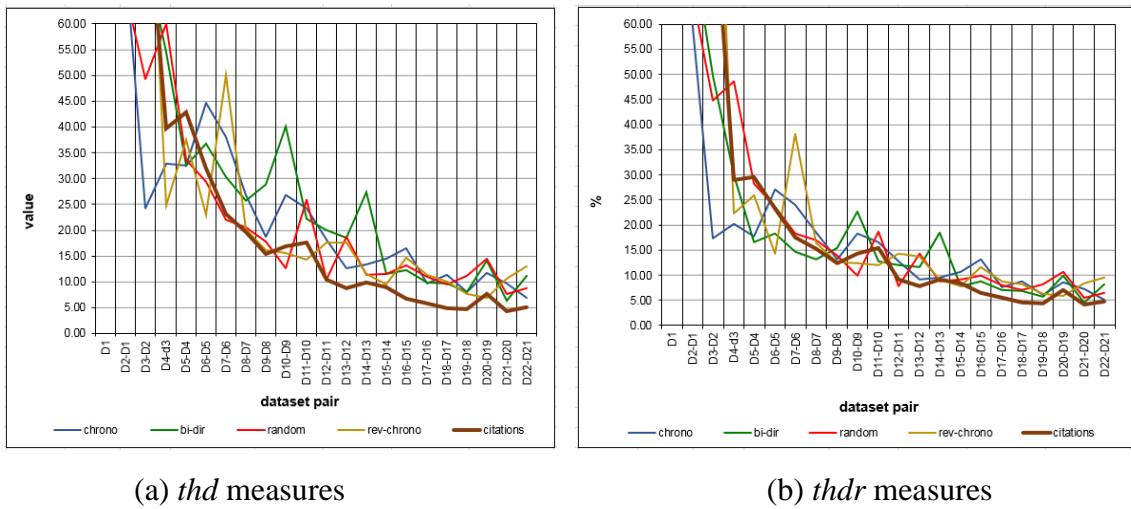 60.00
55.00
50.00
45.00
40.00
35.00
30.00
25.00
20.00
15.00
10.00
5.00
0.00
value
D1
D2-D1
D3-D2
D4-d3
D5-D4
D6-D5
D7-D6
D8-D7
D9-D8
D10-D9
D11-D10
D12-D11
D13-D12
D14-D13
D15-D14
D16-D15
D17-D16
D18-D17
D19-D18
D20-D19
D21-D20
D22-D21
dataset pair
chrono bi-dir random rev-chrono citations
(a) thd measures
60.00
55.00
50.00
45.00
40.00
35.00
30.00
25.00
20.00
15.00
10.00
5.00
0.00
%
D1
D2-D1
D3-D2
D4-d3
D5-D4
D6-D5
D7-D6
D8-D7
D9-D8
D10-D9
D11-D10
D12-D11
D13-D12
D14-D13
D15-D14
D16-D15
D17-D16
D18-D17
D19-D18
D20-D19
D21-D20
D22-D21
dataset pair
chrono bi-dir random rev-chrono citations
(b) thdr measures